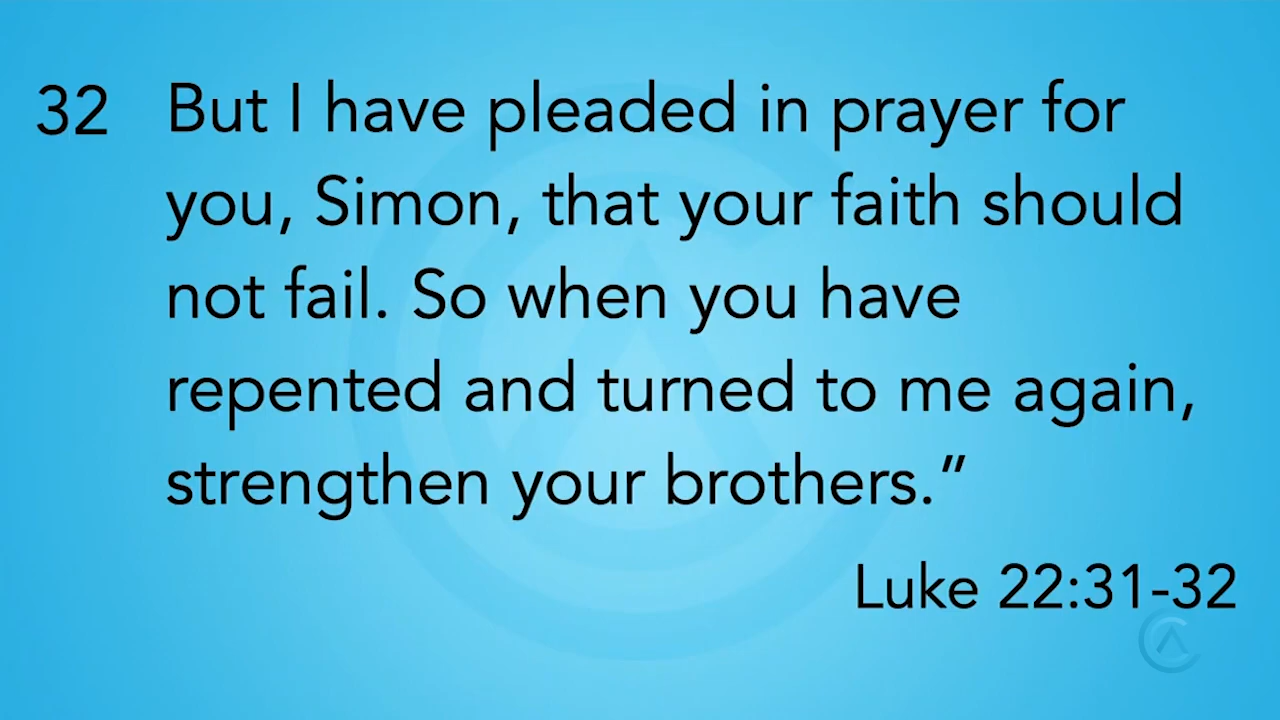 32 But I have pleaded in prayer for
you, Simon, that your faith should
not fail. So when you have
repented and turned to me again,
strengthen your brothers.”
Luke 22:31-32